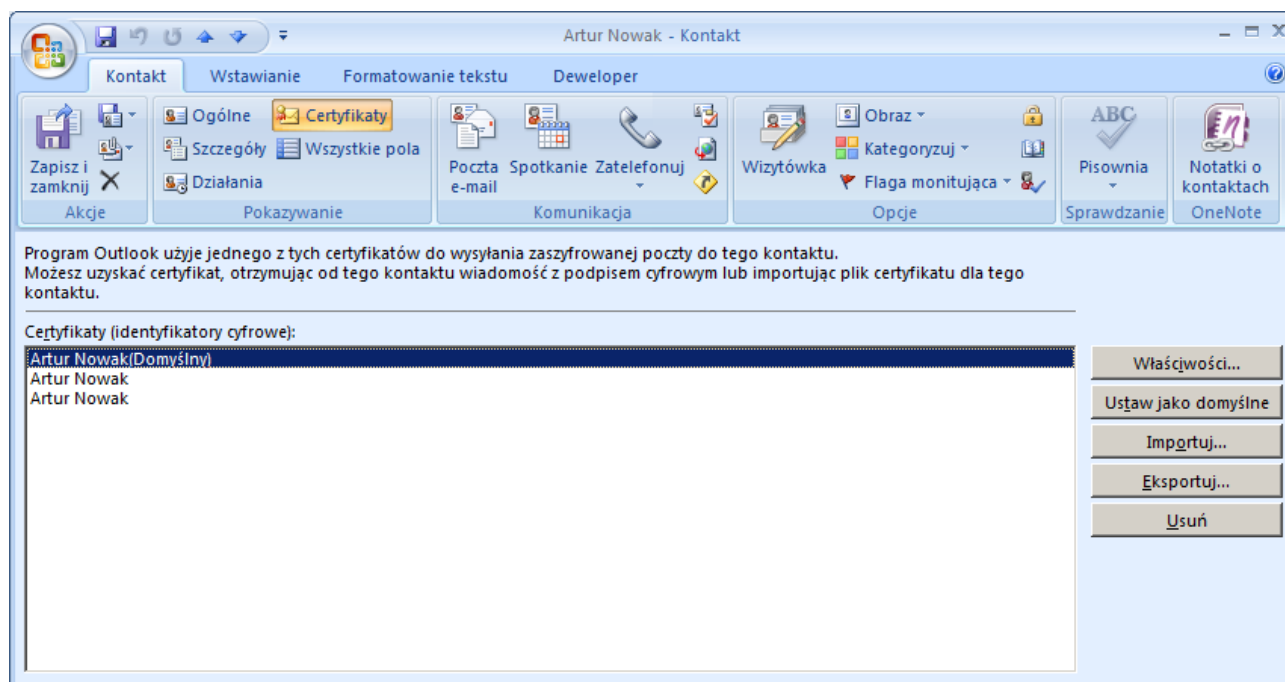 Artur Nowak - Kontakt
Kontakt Wstawianie Formatowanie tekstu Deweloper
Zapisz i zamknij
Akcje
Ogólne Certyfikaty
Szczegóły Wszystkie pola
Działania
Pokazywanie
Poczta e-mail
Spotkanie
Zatelefonuj
Komunikacja
Wizytówka
Obraz
Kategoryzuj
Flaga monitująca
Opcje
ABC
Pisownia
Sprawdzanie
Notatki o kontaktach
OneNote
Program Outlook użyje jednego z tych certyfikatów do wysyłania zaszyfrowanej poczty do tego kontaktu.
Możesz uzyskać certyfikat, otrzymując od tego kontaktu wiadomość z podpisem cyfrowym lub importując plik certyfikatu dla tego
kontaktu.
Certyfikaty (identyfikatory cyfrowe):
Artur Nowak(Domyślny)
Artur Nowak
Artur Nowak
Właściwości...
Ustaw jako domyślne
Importuj...
Eksportuj...
Usuń